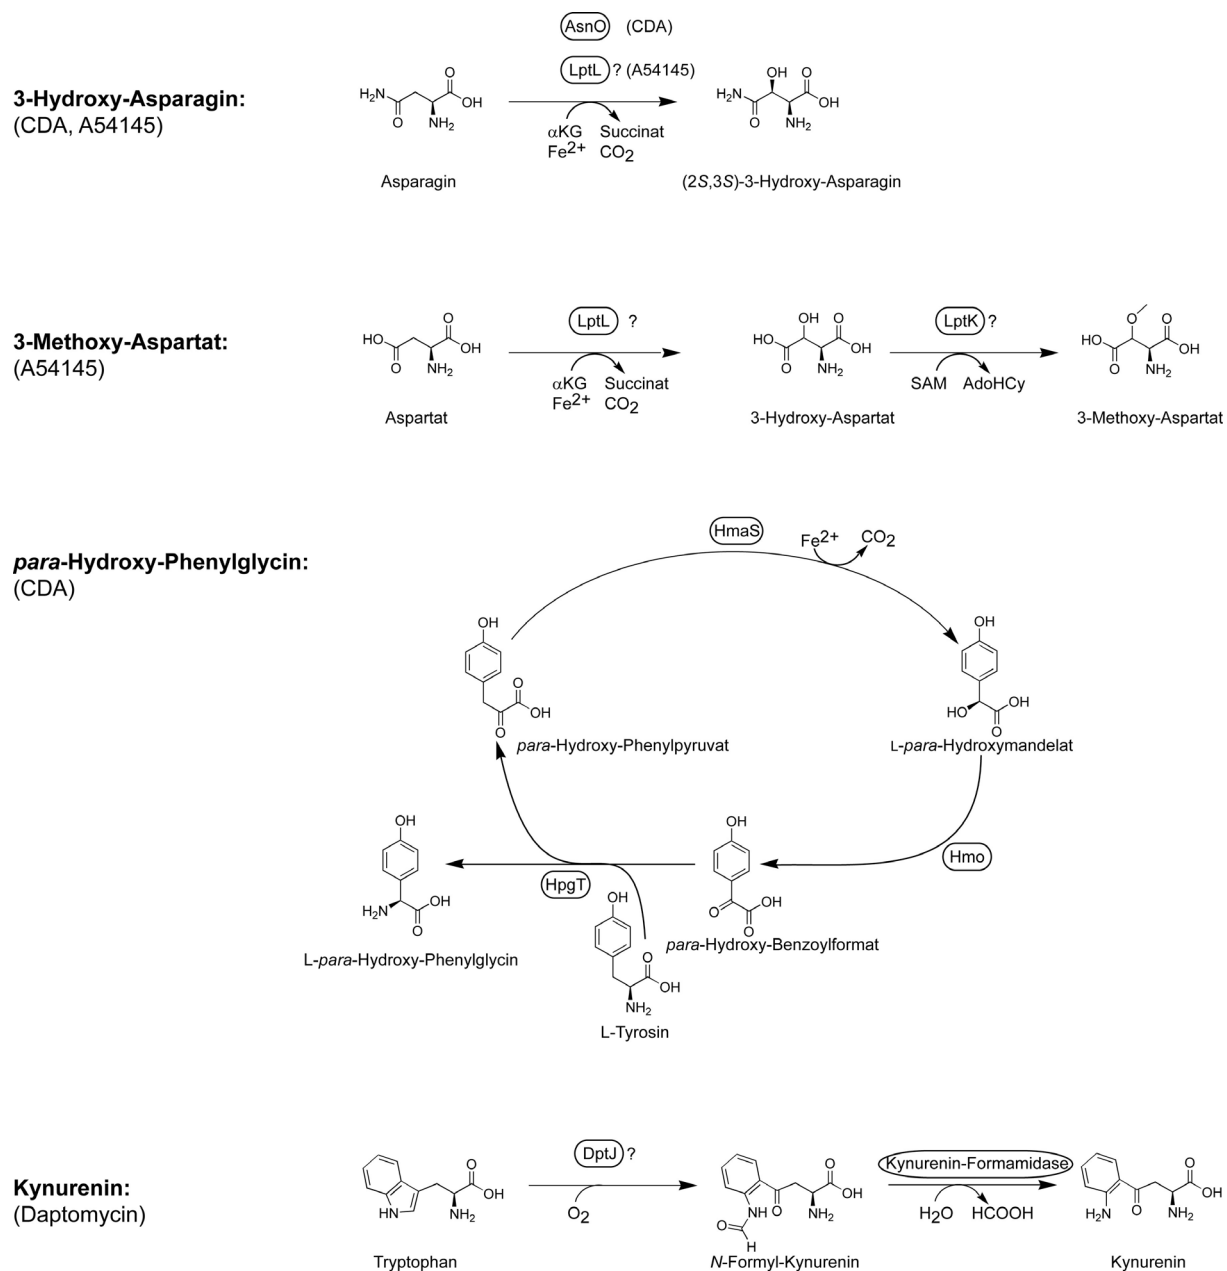 AsnO (CDA)
LptL ? (A54145)
3-Hydroxy-Asparagin:
(CDA, A54145)
H2N O OH O NH2
αKG Succinat
Fe2+ CO2
OH O H2N OH O NH2
Asparagin
(2S,3S)-3-Hydroxy-Asparagin
3-Methoxy-Aspartat:
(A54145)
LptL ?
LptK ?
HO O OH O NH2
αKG Succinat
Fe2+ CO2
OH O HO OH O NH2
SAM AdoHCy
O O HO OH O NH2
Aspartat
3-Hydroxy-Aspartat
3-Methoxy-Aspartat
para-Hydroxy-Phenylglycin:
(CDA)
HmaS
Fe2+ CO2
OH O OH O
para-Hydroxy-Phenylpyruvat
OH HO OH O
L-para-Hydroxymandelat
Hmo
OH O OH O
para-Hydroxy-Benzoylformat
HpgT
OH H2N OH O
L-para-Hydroxy-Phenylglycin
OH O OH NH2
L-Tyrosin
Kynurenin:
(Daptomycin)
DptJ ?
Kynurenin-Formamidase
HN O OH NH2
O2
O OH NH O NH2 O H
H2O HCOOH
O OH H2N O NH2
Tryptophan
N-Formyl-Kynurenin
Kynurenin